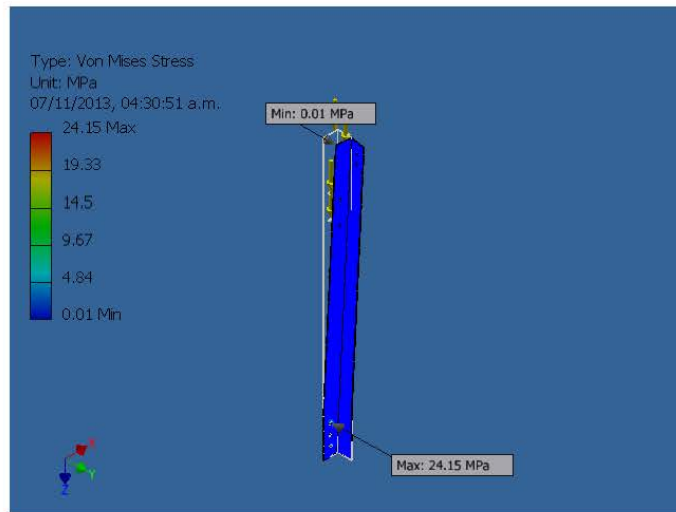 Type: Von Mises Stress
Unit: MPa
07/11/2013, 04:30:51 a.m.
24.15 Max
19.33
14.5
9.67
4.84
0.01 Min
Min: 0.01 MPa
Max: 24.15 MPa
X
Y
Z